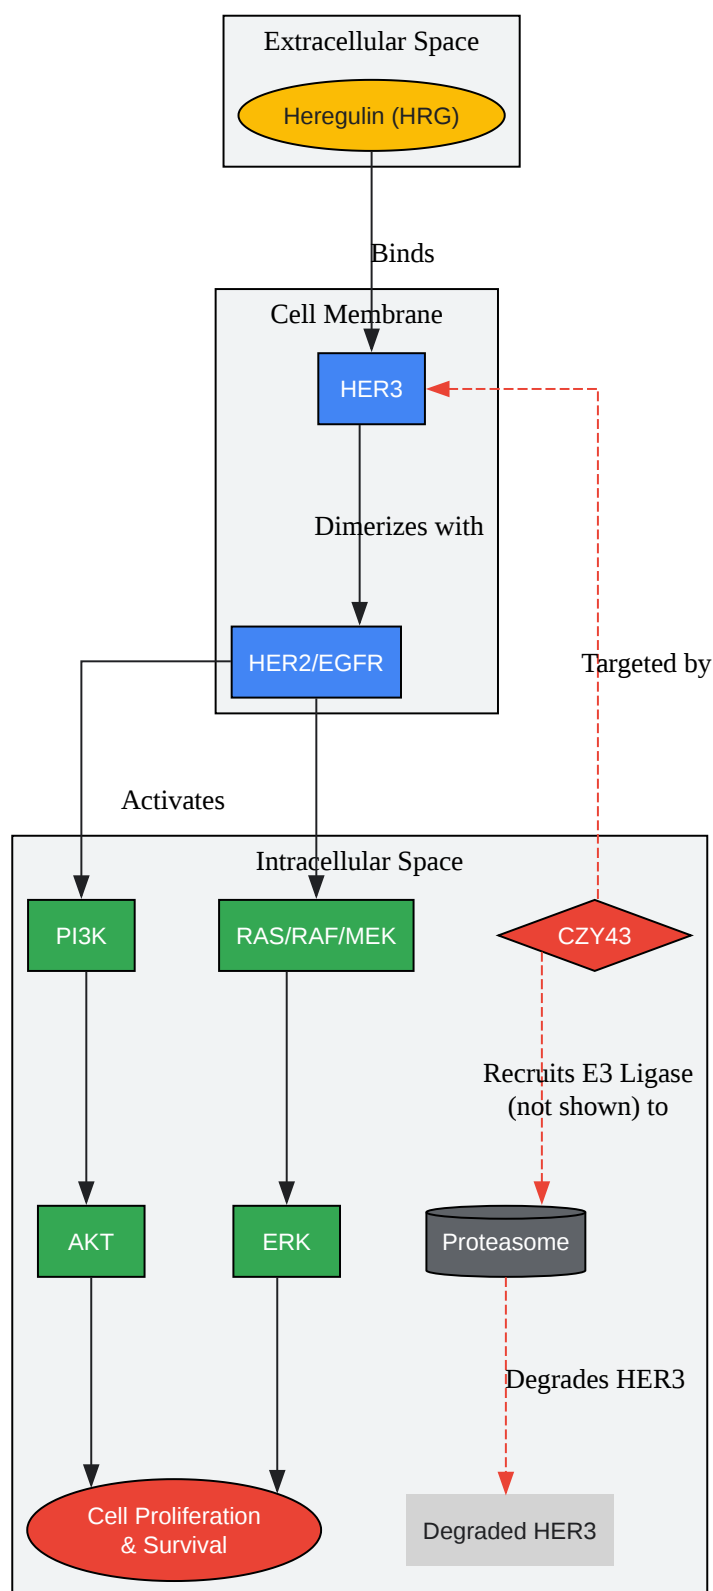 Extracellular Space
Heregulin (HRG)
Binds
Cell Membrane
HER3
Dimerizes with
HER2/EGFR
Targeted by
Activates
Intracellular Space
PI3K
RAS/RAF/MEK
CZY43
Recruits E3 Ligase
(not shown) to
AKT
ERK
Proteasome
Degrades HER3
Cell Proliferation
& Survival
Degraded HER3